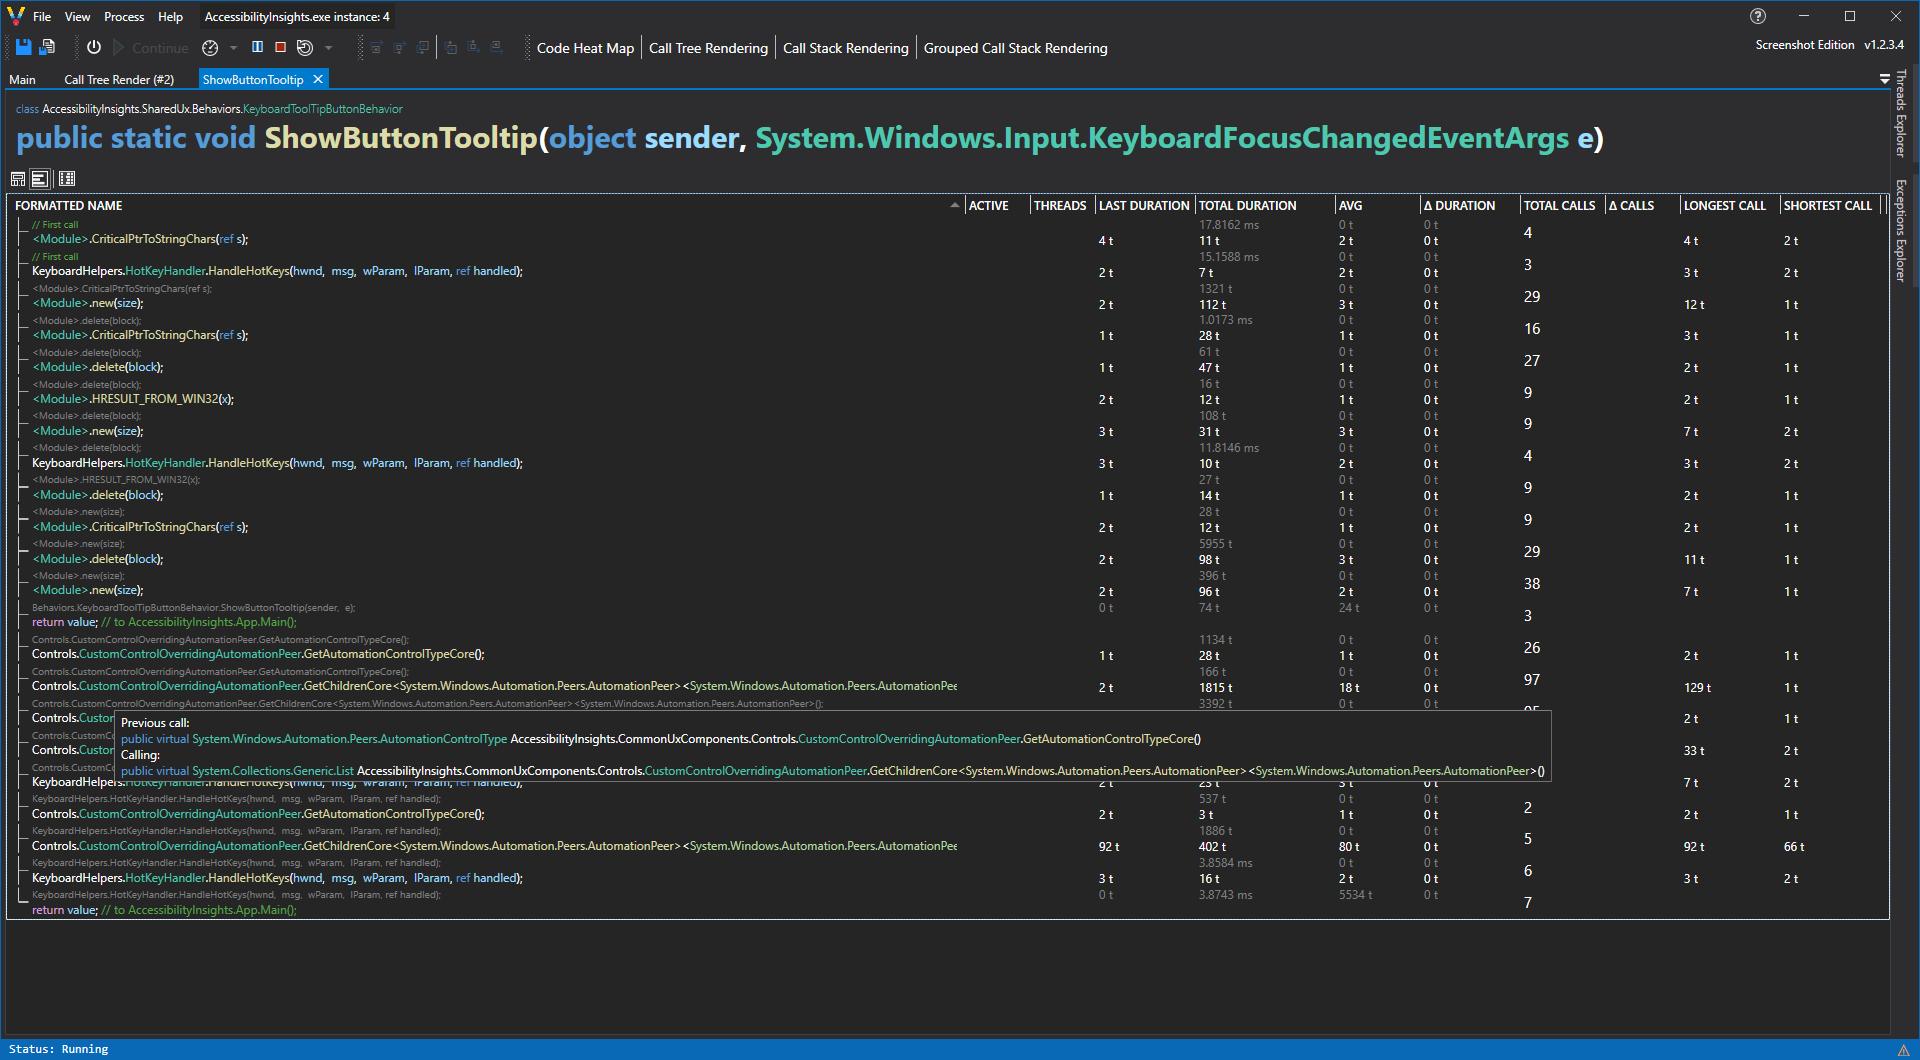 File View Process Help AccessibilityInsights.exe instance: 4
Continue Code Heat Map Call Tree Rendering Call Stack Rendering Grouped Call Stack Rendering Screenshot Edition v1.2.3.4
Main Call Tree Render (#2) ShowButtonTooltip
Threads Explorer
Exceptions Explorer
class AccessibilityInsights.SharedUx.Behaviors.KeyboardToolTipButtonBehavior
public static void ShowButtonTooltip(object sender, System.Windows.Input.KeyboardFocusChangedEventArgs e)
FORMATTED NAME ACTIVE THREADS LAST DURATION TOTAL DURATION AVG Δ DURATION TOTAL CALLS Δ CALLS LONGEST CALL SHORTEST CALL
// First call 17.8162 ms 0 t 0 t
<Module>.CriticalPtrToStringChars(ref s); 4 t 11 t 2 t 0 t 4 4 t 2 t
// First call 15.1588 ms 0 t 0 t
KeyboardHelpers.HotKeyHandler.HandleHotKeys(hwnd, msg, wParam, lParam, ref handled); 2 t 7 t 2 t 0 t 3 3 t 2 t
<Module>.CriticalPtrToStringChars(ref s); 1321 t 0 t 0 t
<Module>.new(size); 2 t 112 t 3 t 0 t 29 12 t 1 t
<Module>.delete(block); 1.0173 ms 0 t 0 t
<Module>.CriticalPtrToStringChars(ref s); 1 t 28 t 1 t 0 t 16 3 t 1 t
<Module>.delete(block); 61 t 0 t 0 t
<Module>.delete(block); 1 t 47 t 1 t 0 t 27 2 t 1 t
<Module>.delete(block); 16 t 0 t 0 t
<Module>.HRESULT_FROM_WIN32(x); 2 t 12 t 1 t 0 t 9 2 t 1 t
<Module>.delete(block); 108 t 0 t 0 t
<Module>.new(size); 3 t 31 t 3 t 0 t 9 7 t 2 t
<Module>.delete(block); 11.8146 ms 0 t 0 t
KeyboardHelpers.HotKeyHandler.HandleHotKeys(hwnd, msg, wParam, lParam, ref handled); 3 t 10 t 2 t 0 t 4 3 t 2 t
<Module>.HRESULT_FROM_WIN32(x); 27 t 0 t 0 t
<Module>.delete(block); 1 t 14 t 1 t 0 t 9 2 t 1 t
<Module>.new(size); 28 t 0 t 0 t
<Module>.CriticalPtrToStringChars(ref s); 2 t 12 t 1 t 0 t 9 2 t 1 t
<Module>.new(size); 5955 t 0 t 0 t
<Module>.delete(block); 2 t 98 t 3 t 0 t 29 11 t 1 t
<Module>.new(size); 396 t 0 t 0 t
<Module>.new(size); 2 t 96 t 2 t 0 t 38 7 t 1 t
Behaviors.KeyboardToolTipButtonBehavior.ShowButtonTooltip(sender, e); 0 t 74 t 24 t 0 t
return value; // to AccessibilityInsights.App.Main(); 3
Controls.CustomControlOverridingAutomationPeer.GetAutomationControlTypeCore(); 1134 t 0 t 0 t
Controls.CustomControlOverridingAutomationPeer.GetAutomationControlTypeCore(); 1 t 28 t 1 t 0 t 26 2 t 1 t
Controls.CustomControlOverridingAutomationPeer.GetAutomationControlTypeCore(); 166 t 0 t 0 t
Controls.CustomControlOverridingAutomationPeer.GetChildrenCore<System.Windows.Automation.Peers.AutomationPeer><System.Windows.Automation.Peers.AutomationPee 2 t 1815 t 18 t 0 t 97 129 t 1 t
Controls.CustomControlOverridingAutomationPeer.GetChildrenCore<System.Windows.Automation.Peers.AutomationPeer><System.Windows.Automation.Peers.AutomationPeer>(); 3392 t 0 t 0 t
Controls.Custor 2 t 1 t
Previous call:
public virtual System.Windows.Automation.Peers.AutomationControlType AccessibilityInsights.CommonUxComponents.Controls.CustomControlOverridingAutomationPeer.GetAutomationControlTypeCore()
Controls.Custom
Controls.Custor 33 t 2 t
Calling:
public virtual System.Collections.Generic.List AccessibilityInsights.CommonUxComponents.Controls.CustomControlOverridingAutomationPeer.GetChildrenCore<System.Windows.Automation.Peers.AutomationPeer><System.Windows.Automation.Peers.AutomationPeer>()
Controls.Custom
KeyboardHelpers.HotKeyHandler.HandleHotKeys(hwnd, msg, wParam, lParam, ref handled); 2 t 23 t 3 t 0 t 7 t 2 t
KeyboardHelpers.HotKeyHandler.HandleHotKeys(hwnd, msg, wParam, lParam, ref handled); 537 t 0 t 0 t
Controls.CustomControlOverridingAutomationPeer.GetAutomationControlTypeCore(); 2 t 3 t 1 t 0 t 2 2 t 1 t
KeyboardHelpers.HotKeyHandler.HandleHotKeys(hwnd, msg, wParam, lParam, ref handled); 1886 t 0 t 0 t
Controls.CustomControlOverridingAutomationPeer.GetChildrenCore<System.Windows.Automation.Peers.AutomationPeer><System.Windows.Automation.Peers.AutomationPee 92 t 402 t 80 t 0 t 5 92 t 66 t
KeyboardHelpers.HotKeyHandler.HandleHotKeys(hwnd, msg, wParam, lParam, ref handled); 3.8584 ms 0 t 0 t
KeyboardHelpers.HotKeyHandler.HandleHotKeys(hwnd, msg, wParam, lParam, ref handled); 3 t 16 t 2 t 0 t 6 3 t 2 t
KeyboardHelpers.HotKeyHandler.HandleHotKeys(hwnd, msg, wParam, lParam, ref handled); 0 t 3.8743 ms 5534 t 0 t
return value; // to AccessibilityInsights.App.Main(); 7
Status: Running